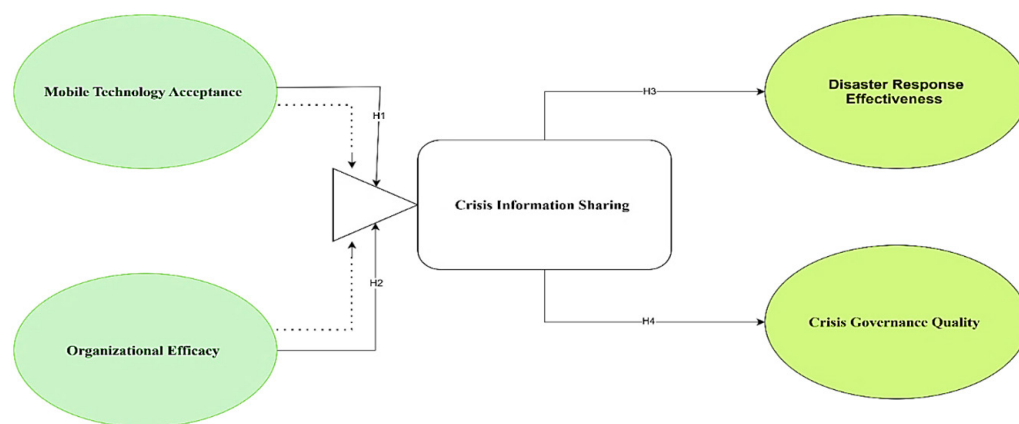 Mobile Technology Acceptance
H1
H3
Disaster Response
Effectiveness
Crisis Information Sharing
H2
H4
Organizational Efficacy
Crisis Governance Quality